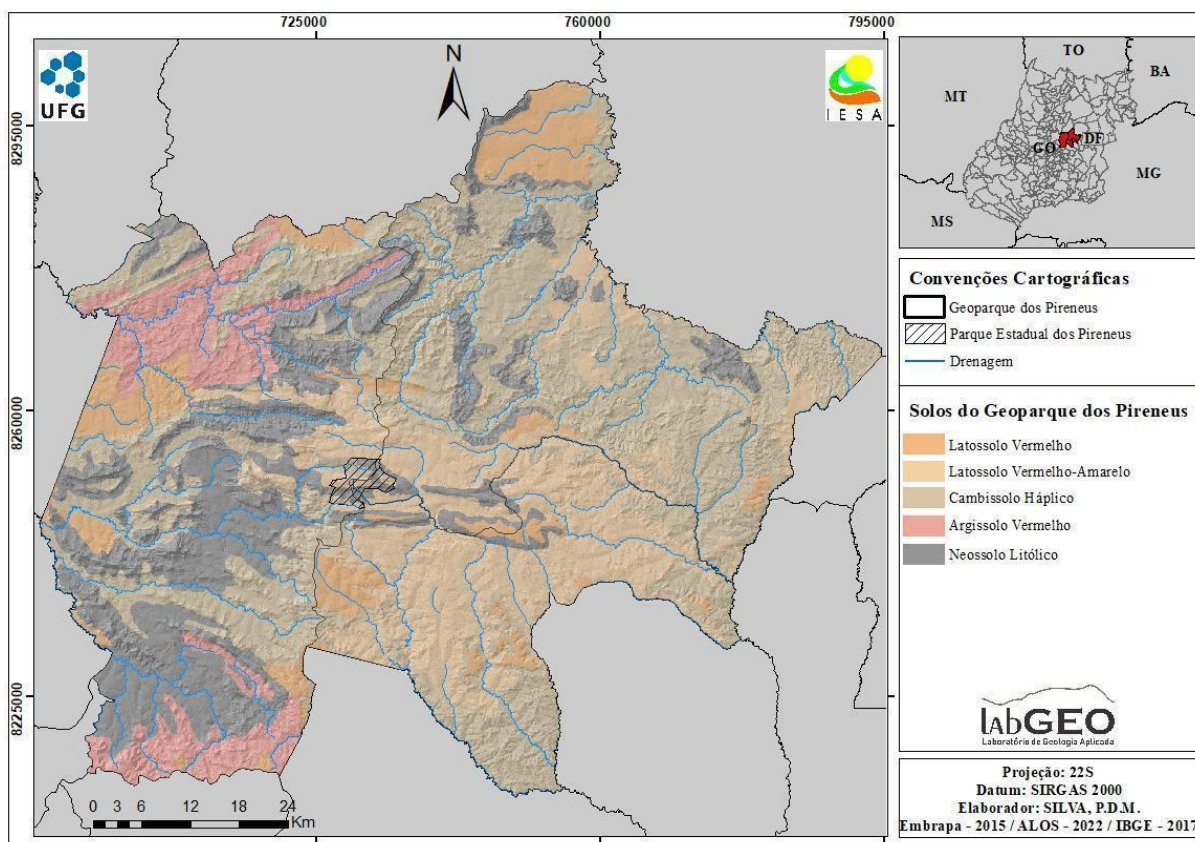 725000
760000
795000
8295000
8260000
8225000
UFG
N
IESA
0 3 6 12 18 24
Km
TO
BA
MT
DF
GO
MG
MS
Convenções Cartográficas
Geoparque dos Pireneus
Parque Estadual dos Pireneus
Drenagem
Solos do Geoparque dos Pireneus
Latossolo Vermelho
Latossolo Vermelho-Amarelo
Cambissolo Háplico
Argissolo Vermelho
Neossolo Litólico
labGEO
Laboratório de Geologia Aplicada
Projeção: 22S
Datum: SIRGAS 2000
Elaborador: SILVA, P.D.M.
Embrapa - 2015 / ALOS - 2022 / IBGE - 2017